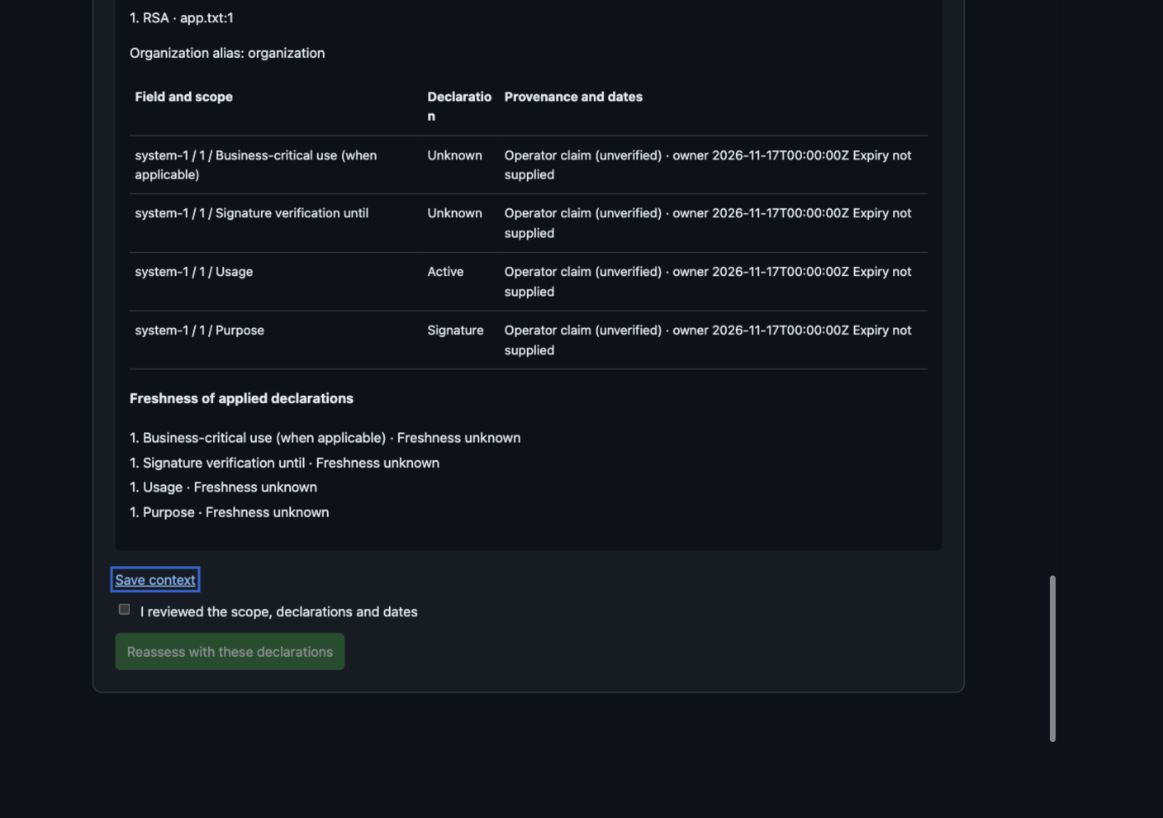 1. RSA · app.txt:1
Organization alias: organization
Field and scope
Declaratio
n
Provenance and dates
system-1 / 1 / Business-critical use (when
applicable)
Unknown
Operator claim (unverified) · owner 2026-11-17T00:00:00Z Expiry not
supplied
system-1 / 1 / Signature verification until
Unknown
Operator claim (unverified) · owner 2026-11-17T00:00:00Z Expiry not
supplied
system-1 / 1 / Usage
Active
Operator claim (unverified) · owner 2026-11-17T00:00:00Z Expiry not
supplied
system-1 / 1 / Purpose
Signature
Operator claim (unverified) · owner 2026-11-17T00:00:00Z Expiry not
supplied
Freshness of applied declarations
1. Business-critical use (when applicable) · Freshness unknown
1. Signature verification until · Freshness unknown
1. Usage · Freshness unknown
1. Purpose · Freshness unknown
Save context
I reviewed the scope, declarations and dates
Reassess with these declarations